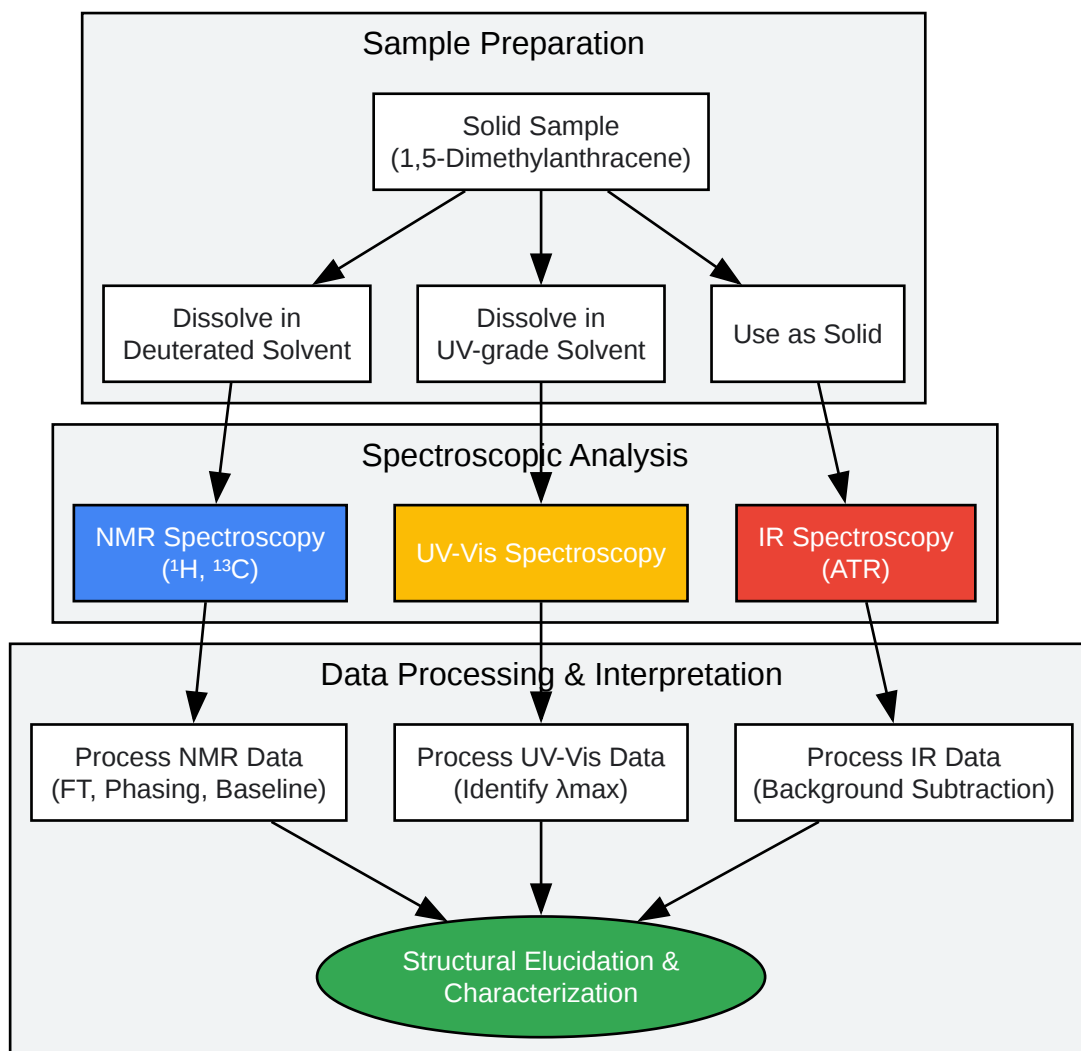 Sample Preparation
Solid Sample
(1,5-Dimethylanthracene)
Dissolve in
Deuterated Solvent
Dissolve in
UV-grade Solvent
Use as Solid
Spectroscopic Analysis
NMR Spectroscopy
(¹H, ¹³C)
UV-Vis Spectroscopy
IR Spectroscopy
(ATR)
Data Processing & Interpretation
Process NMR Data
(FT, Phasing, Baseline)
Process UV-Vis Data
(Identify λmax)
Process IR Data
(Background Subtraction)
Structural Elucidation &
Characterization